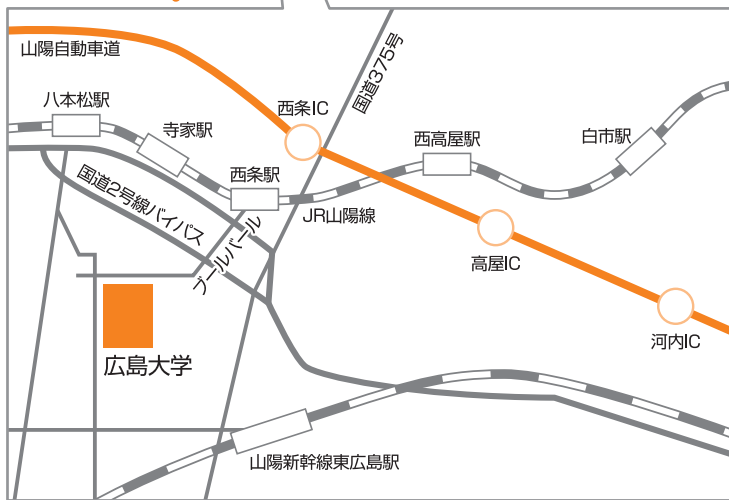 山陽自動車道
国道375号
八本松駅
西条IC
寺家駅
西高屋駅
白市駅
西条駅
国道2号線バイパス
JR山陽線
ブールバール
高屋IC
河内IC
広島大学
山陽新幹線東広島駅